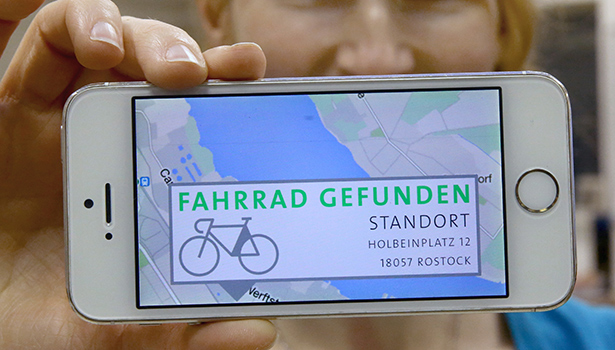 FAHRRAD GEFUNDEN
STANDORT
HOLBEINPLATZ 12
18057 ROSTOCK